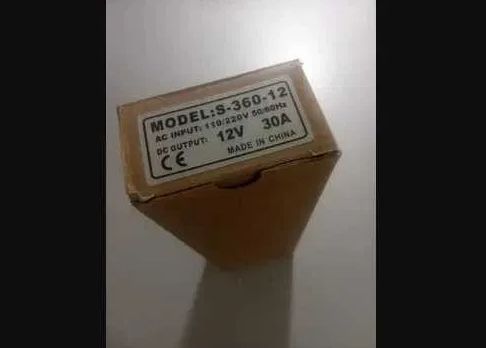 MODEL:S-360-12
AC INPUT: 110/220V 50/60Hz
DC OUTPUT: 12V 30A
CE MADE IN CHINA